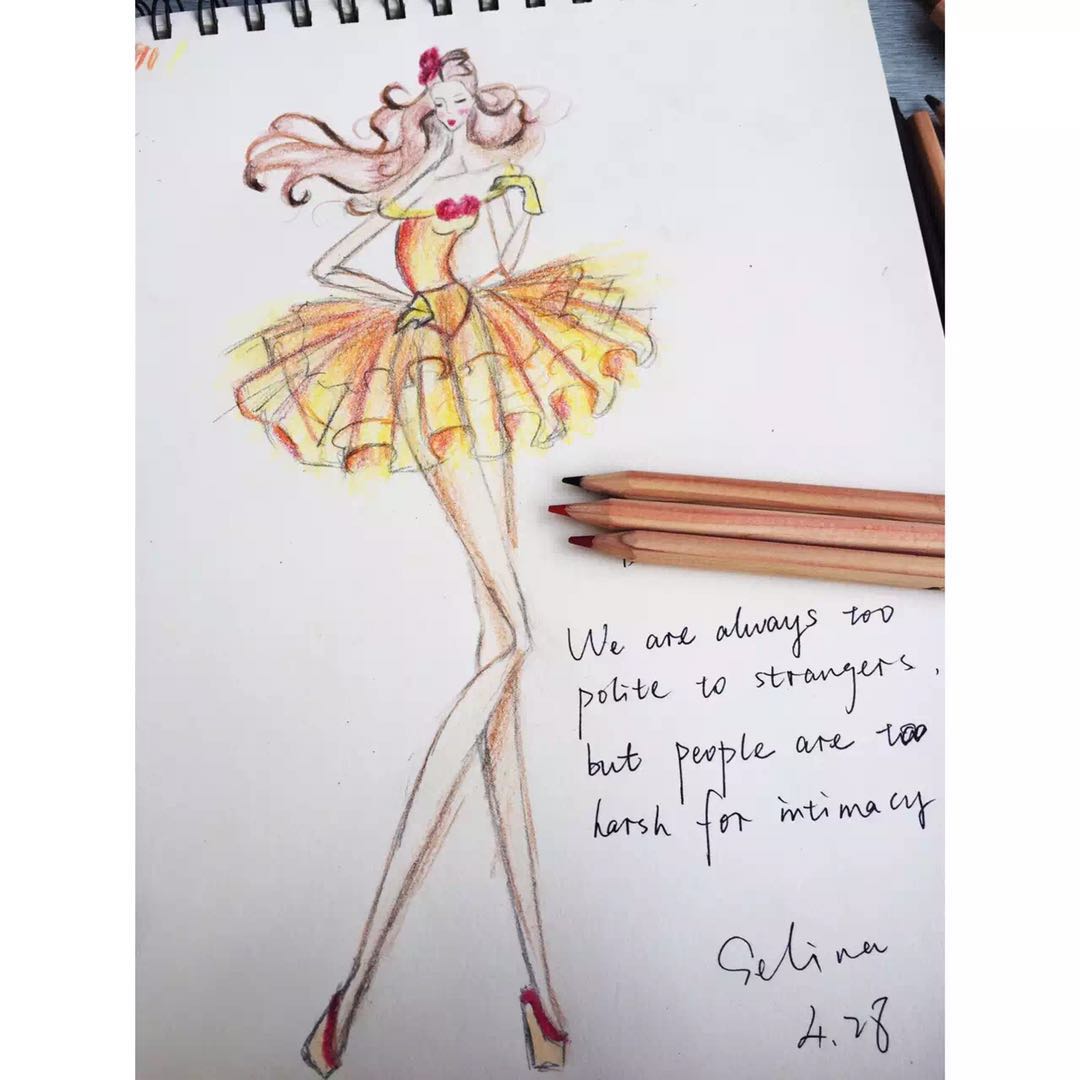 We are always too
polite to strangers,
but people are too
harsh for intimacy
Selina
4.28